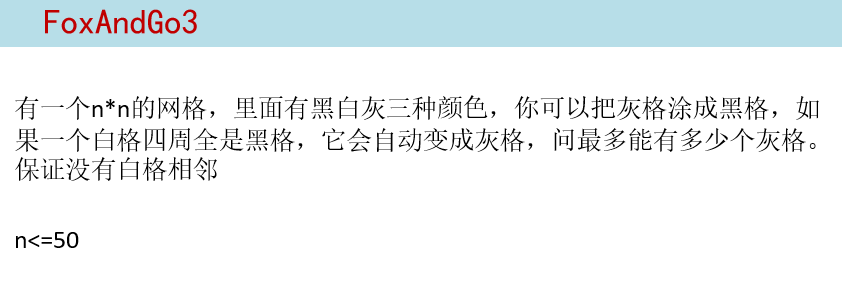 FoxAndGo3
有一个n*n的网格，里面有黑白灰三种颜色，你可以把灰格涂成黑格，如
果一个白格四周全是黑格，它会自动变成灰格，问最多能有多少个灰格。
保证没有白格相邻
n<=50